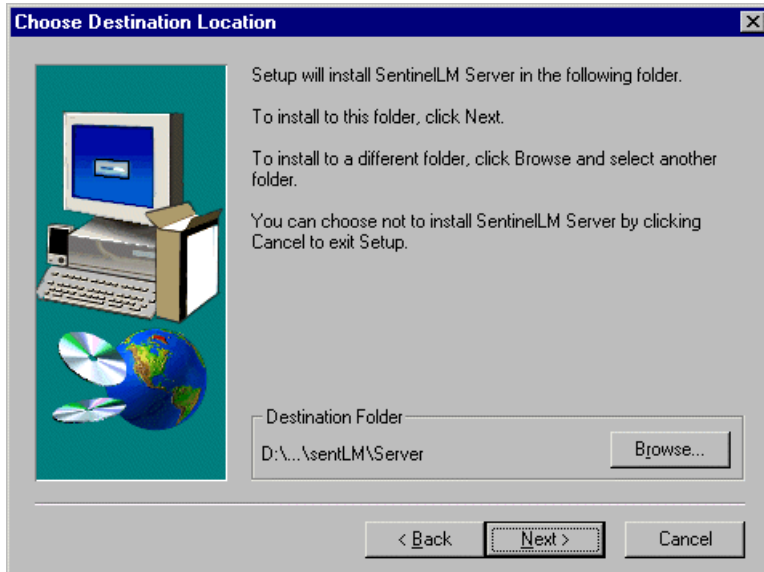 Choose Destination Location
Setup will install SentinelLM Server in the following folder.
To install to this folder, click Next.
To install to a different folder, click Browse and select another
folder.
You can choose not to install SentinelLM Server by clicking
Cancel to exit Setup.
Destination Folder
D:\...\sentLM\Server
Browse...
< Back
Next >
Cancel